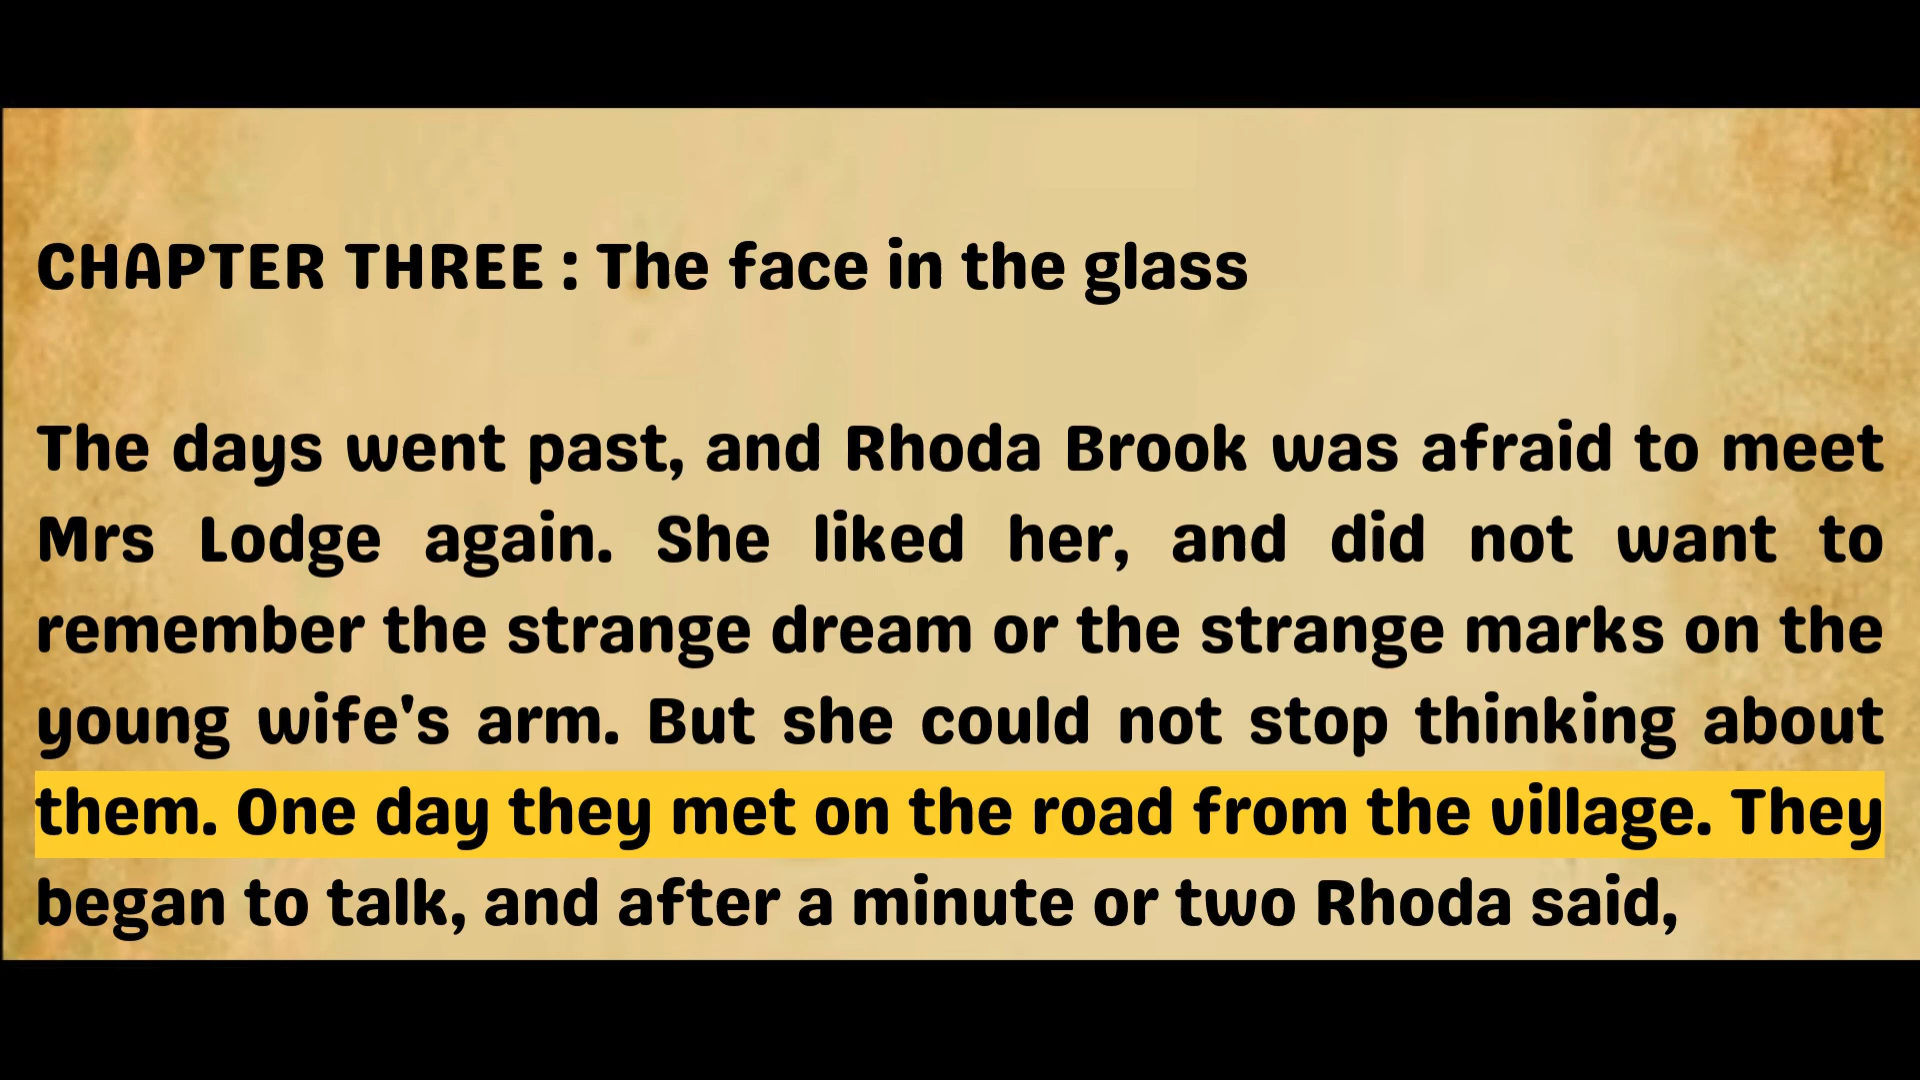 CHAPTER THREE : The face in the glass
The days went past, and Rhoda Brook was afraid to meet
Mrs Lodge again. She liked her, and did not want to
remember the strange dream or the strange marks on the
young wife's arm. But she could not stop thinking about
them. One day they met on the road from the village. They
began to talk, and after a minute or two Rhoda said,